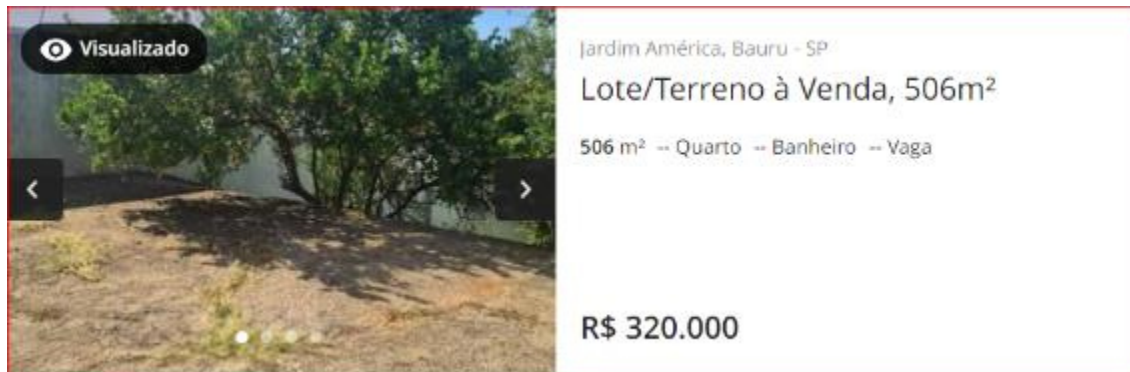 Visualizado
Jardim América, Bauru - SP
Lote/Terreno à Venda, 506m²
506 m² -- Quarto -- Banheiro -- Vaga
R$ 320.000